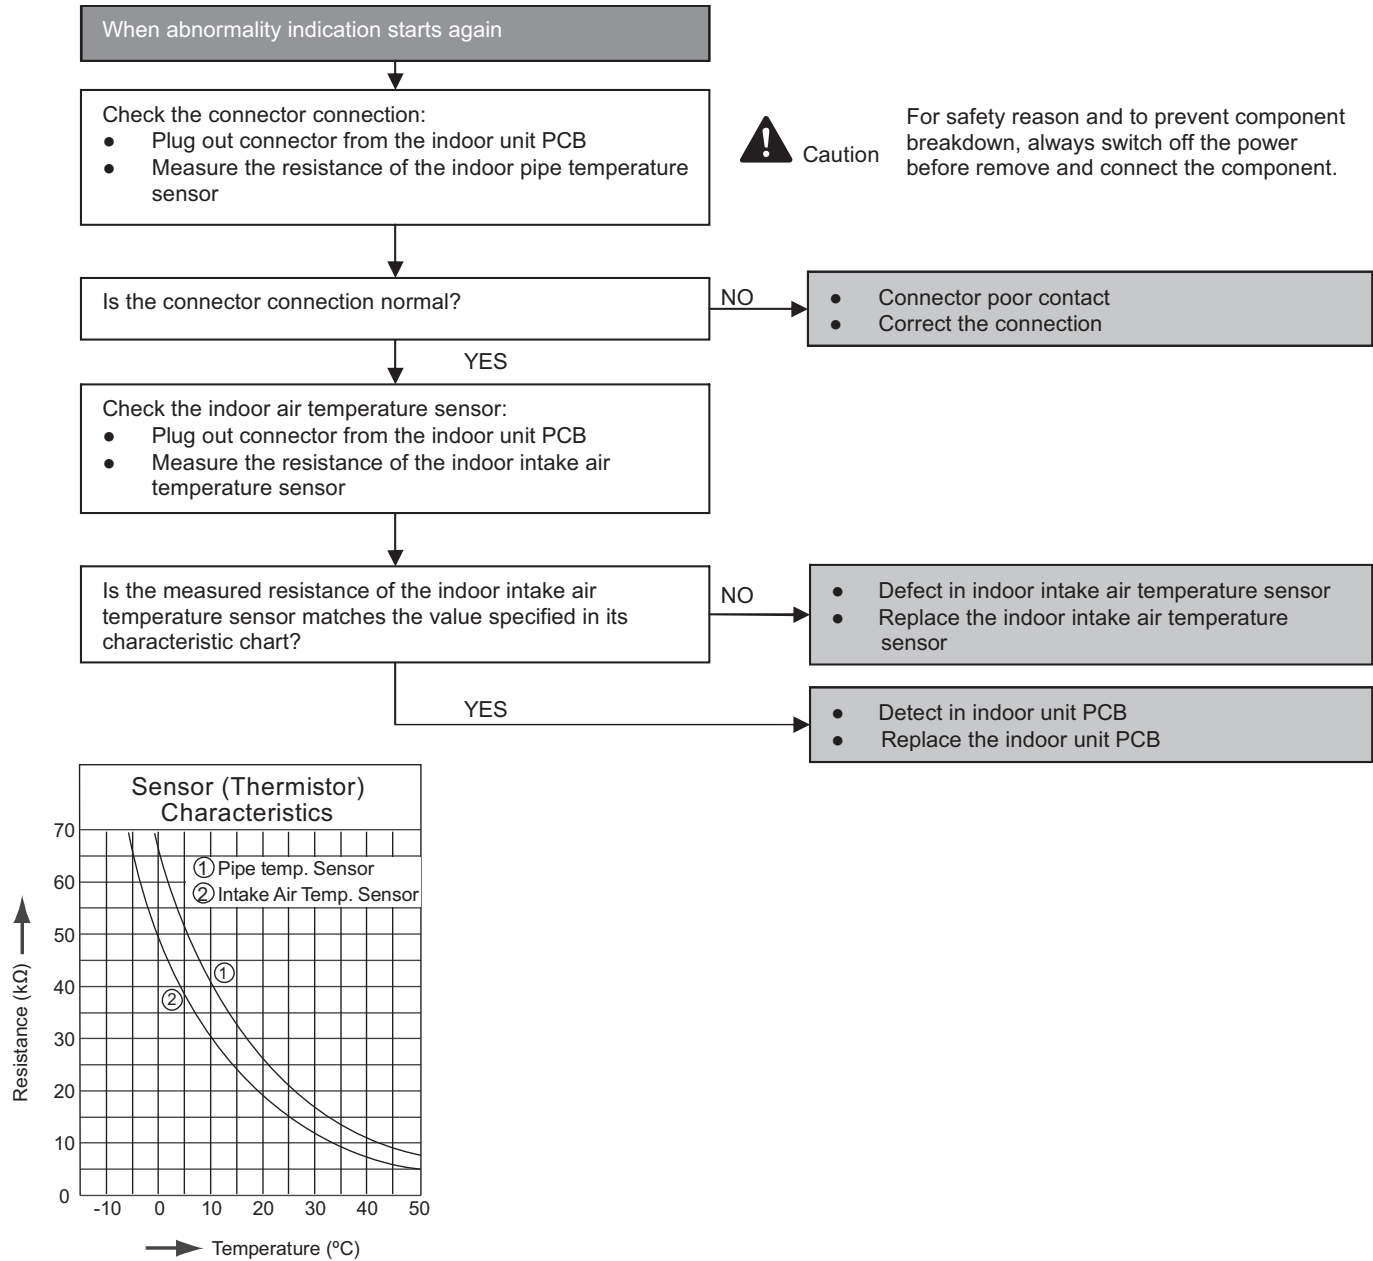 When abnormality indication starts again
Check the connector connection:
● Plug out connector from the indoor unit PCB
● Measure the resistance of the indoor pipe temperature
sensor
Caution
For safety reason and to prevent component
breakdown, always switch off the power
before remove and connect the component.
Is the connector connection normal?
NO
● Connector poor contact
● Correct the connection
YES
Check the indoor air temperature sensor:
● Plug out connector from the indoor unit PCB
● Measure the resistance of the indoor intake air
temperature sensor
Is the measured resistance of the indoor intake air
temperature sensor matches the value specified in its
characteristic chart?
NO
● Defect in indoor intake air temperature sensor
● Replace the indoor intake air temperature
sensor
YES
● Detect in indoor unit PCB
● Replace the indoor unit PCB
Sensor (Thermistor)
Characteristics
① Pipe temp. Sensor
② Intake Air Temp. Sensor
①
②
Resistance (kΩ)
70
60
50
40
30
20
10
0
-10 0 10 20 30 40 50
Temperature (ºC)